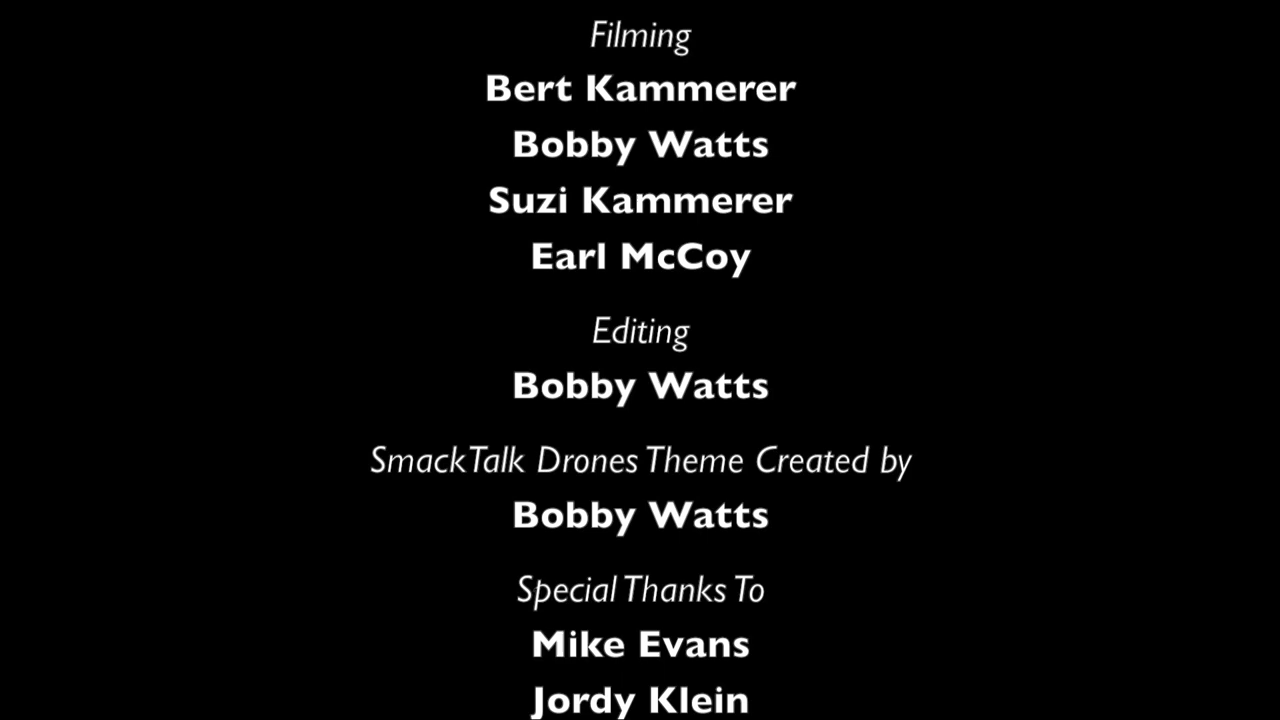 Filming
Bert Kammerer
Bobby Watts
Suzi Kammerer
Earl McCoy
Editing
Bobby Watts
SmackTalk Drones Theme Created by
Bobby Watts
Special Thanks To
Mike Evans
Jordy Klein